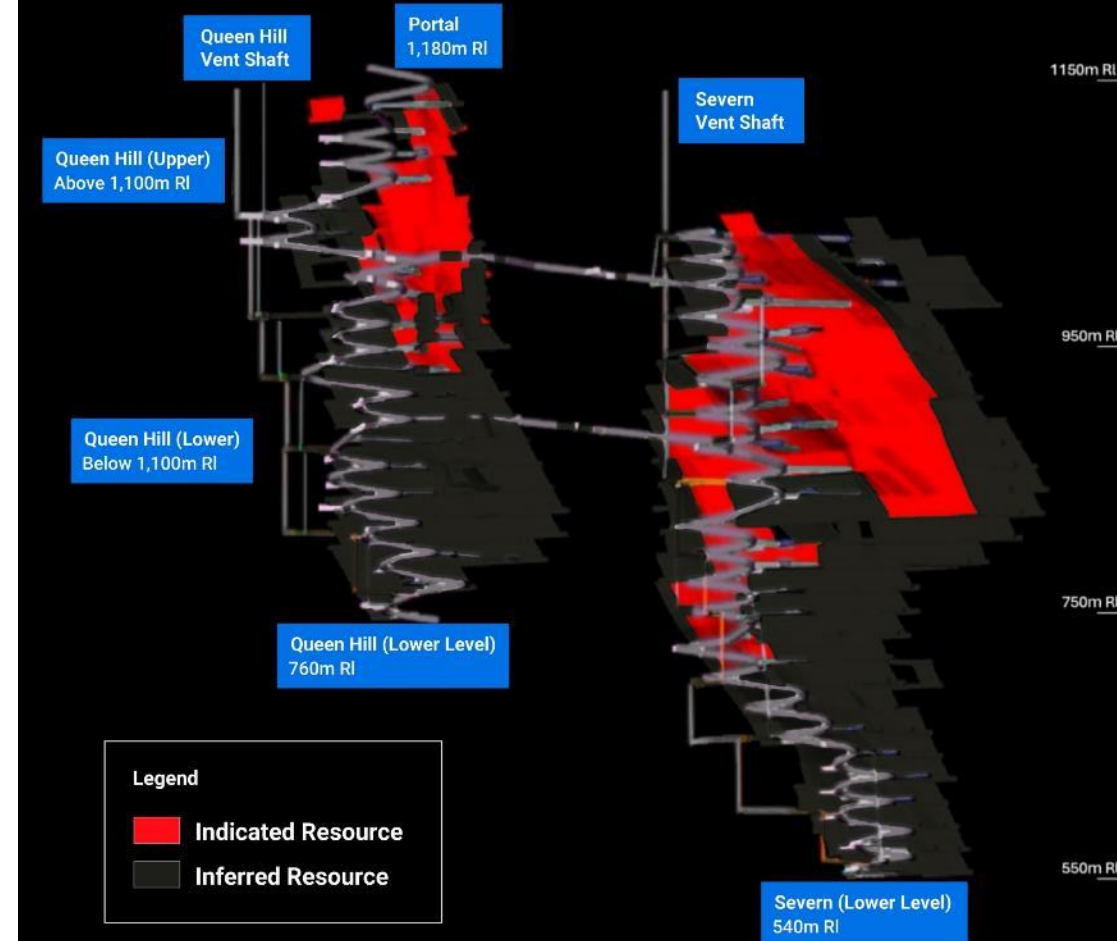 Portal
1,180m Rl
Queen Hill
Vent Shaft
1150m Rl
Severn
Vent Shaft
Queen Hill (Upper)
Above 1,100m Rl
950m Rl
Queen Hill (Lower)
Below 1,100m Rl
750m Rl
Queen Hill (Lower Level)
760m Rl
Legend
Indicated Resource
Inferred Resource
550m Rl
Severn (Lower Level)
540m Rl